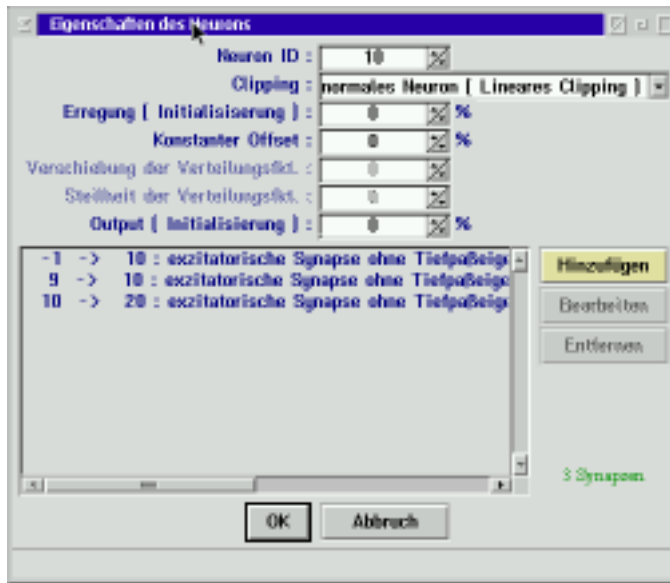 Eigenschaften des Neurons
Neuron ID : 10
Clipping : normales Neuron [ Lineares Clipping ]
Erregung [ Initialisiserung ] : 0 %
Konstanter Offset : 0 %
Verschiebung der Verteilungsfkt. : 0
Steilheit der Verteilungsfkt. : 0
Output [ Initialisierung ] : 0 %
-1 -> 10 : exzitatorische Synapse ohne Tiefpaßeige
9 -> 10 : exzitatorische Synapse ohne Tiefpaßeige
10 -> 20 : exzitatorische Synapse ohne Tiefpaßeige
Hinzufügen
Bearbeiten
Entfernen
3 Synapsen
OK Abbruch